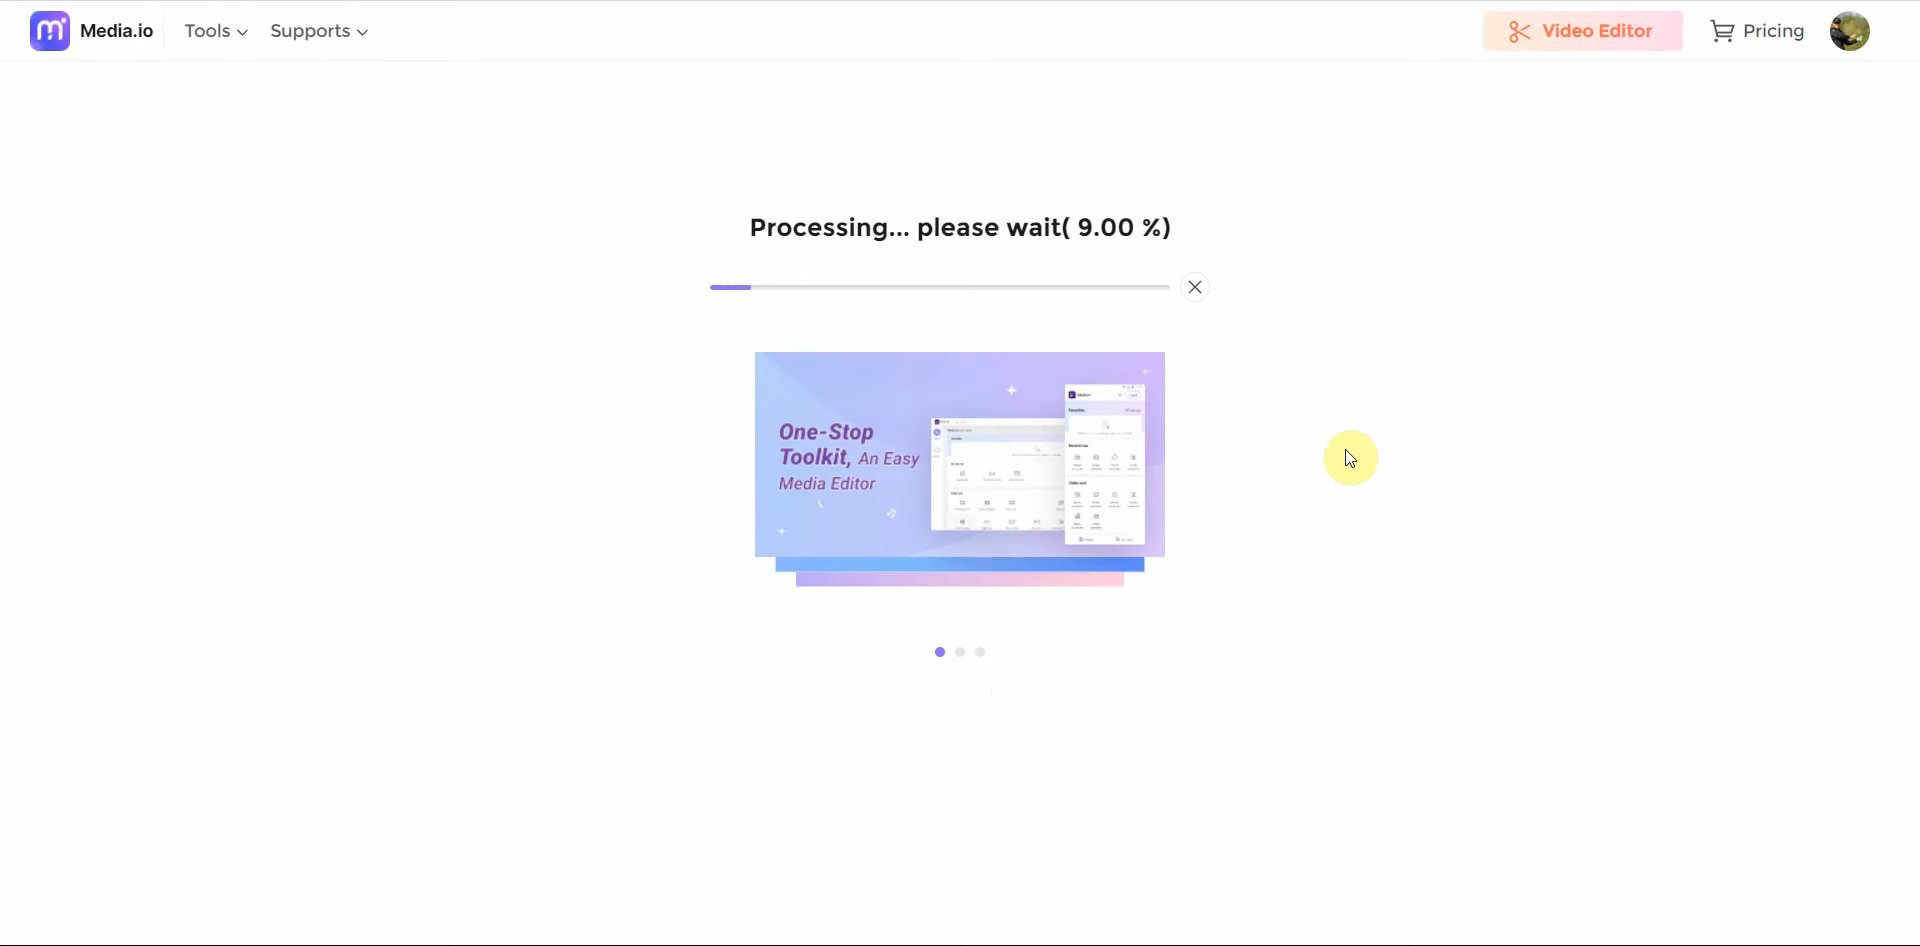 Media.io
Tools
Supports
Video Editor
Pricing
Processing... please wait( 9.00 %)
One-Stop
Toolkit, An Easy
Media Editor